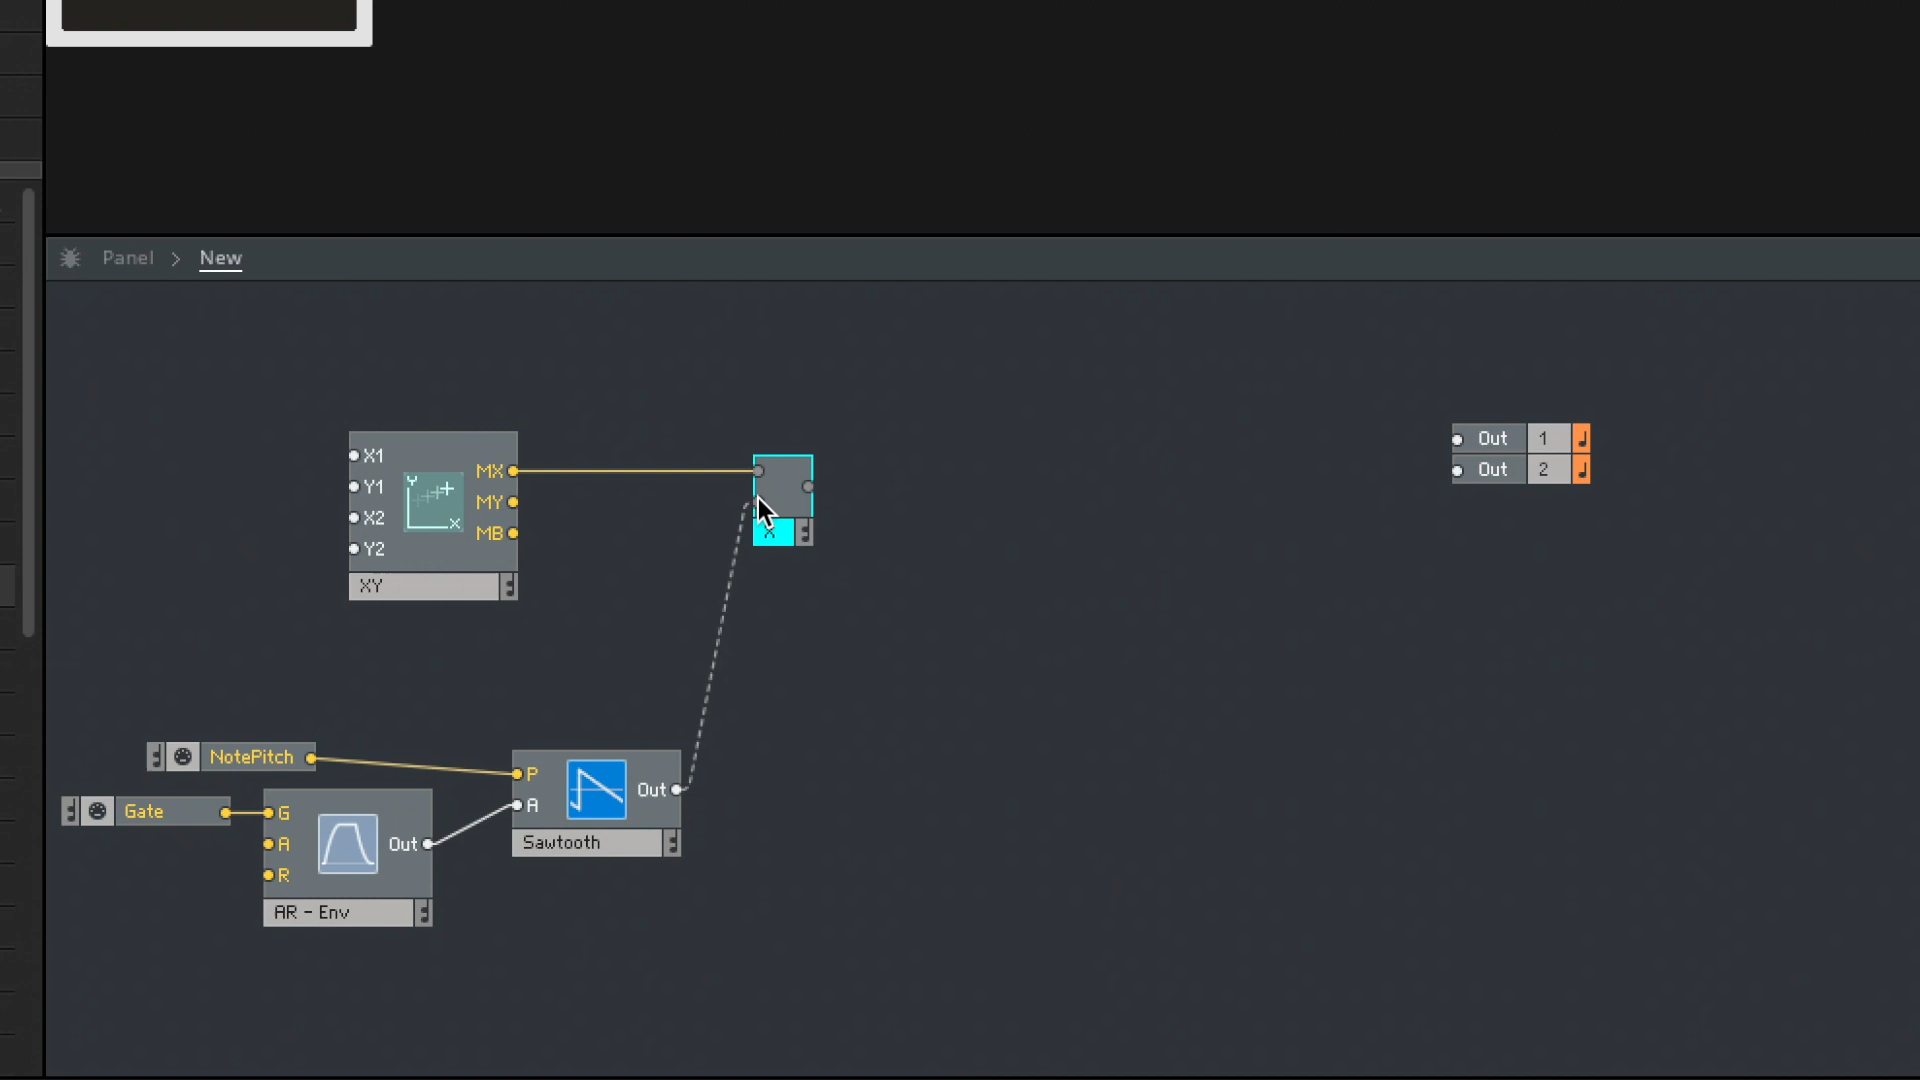 Panel > New
X1
Y1
X2
Y2
Y
X
MX
MY
MB
XY
X
Out 1
Out 2
NotePitch
Gate
G
A
R
Out
AR - Env
P
A
Out
Sawtooth